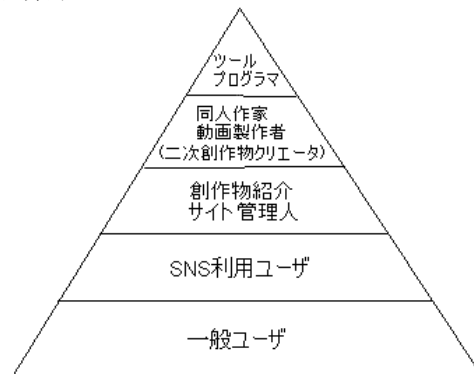 ツール
プログラマ
同人作家
動画製作者
(二次創作物クリエータ)
創作物紹介
サイト管理人
SNS利用ユーザ
一般ユーザ